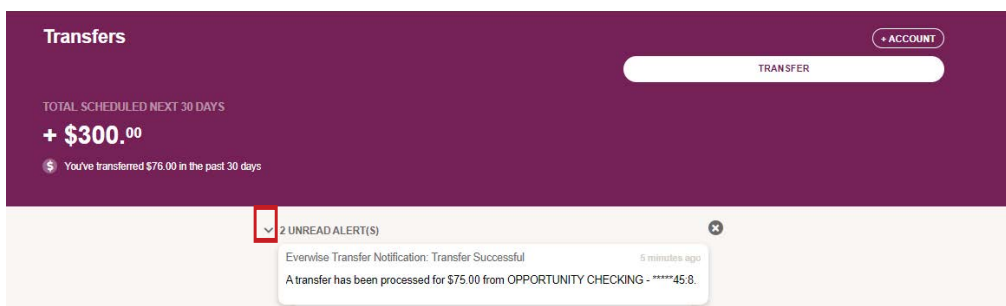 Transfers
+ ACCOUNT
TRANSFER
TOTAL SCHEDULED NEXT 30 DAYS
+ $300.00
$ You've transferred $76.00 in the past 30 days
2 UNREAD ALERT(S)
Everwise Transfer Notification: Transfer Successful 5 minutes ago
A transfer has been processed for $75.00 from OPPORTUNITY CHECKING - *****45:8.